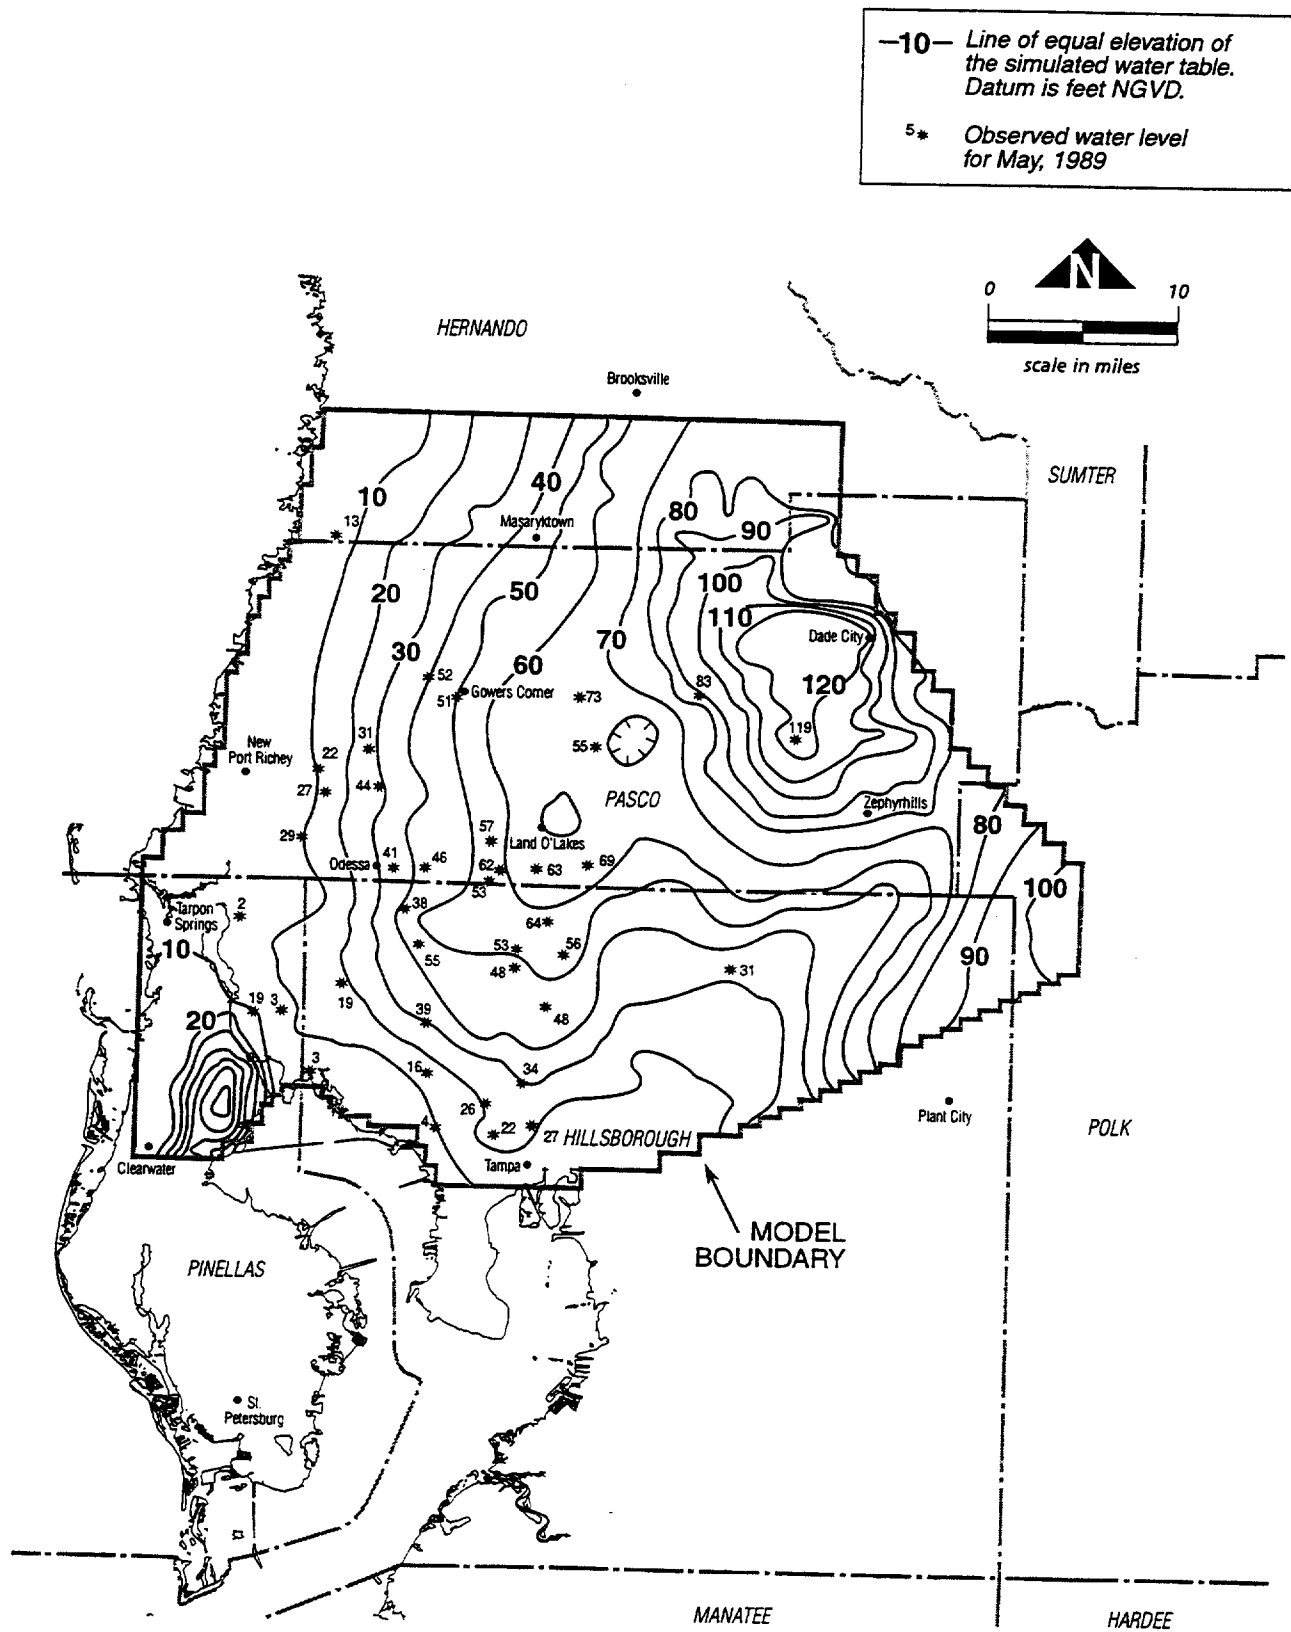 —10— Line of equal elevation of
the simulated water table.
Datum is feet NGVD.
5 * Observed water level
for May, 1989
N
0 10
scale in miles
HERNANDO
Brooksville
SUMTER
40
10
80
90
13
Masaryktown
20
50
100
110
70
Dade City
30
60
52
83
120
51
Gowers Corner
73
119
31
55
New
Port Richey
22
27
44
PASCO
Zephyrhills
80
29
57
Land O'Lakes
Odessa
41
46
62
63
69
53
100
Tarpon
Springs
2
38
64
10
55
53
56
90
48
31
19
3
19
20
39
48
3
16
34
26
4
22
27
HILLSBOROUGH
Plant City
POLK
Clearwater
Tampa
MODEL
BOUNDARY
PINELLAS
St.
Petersburg
MANATEE
HARDEE